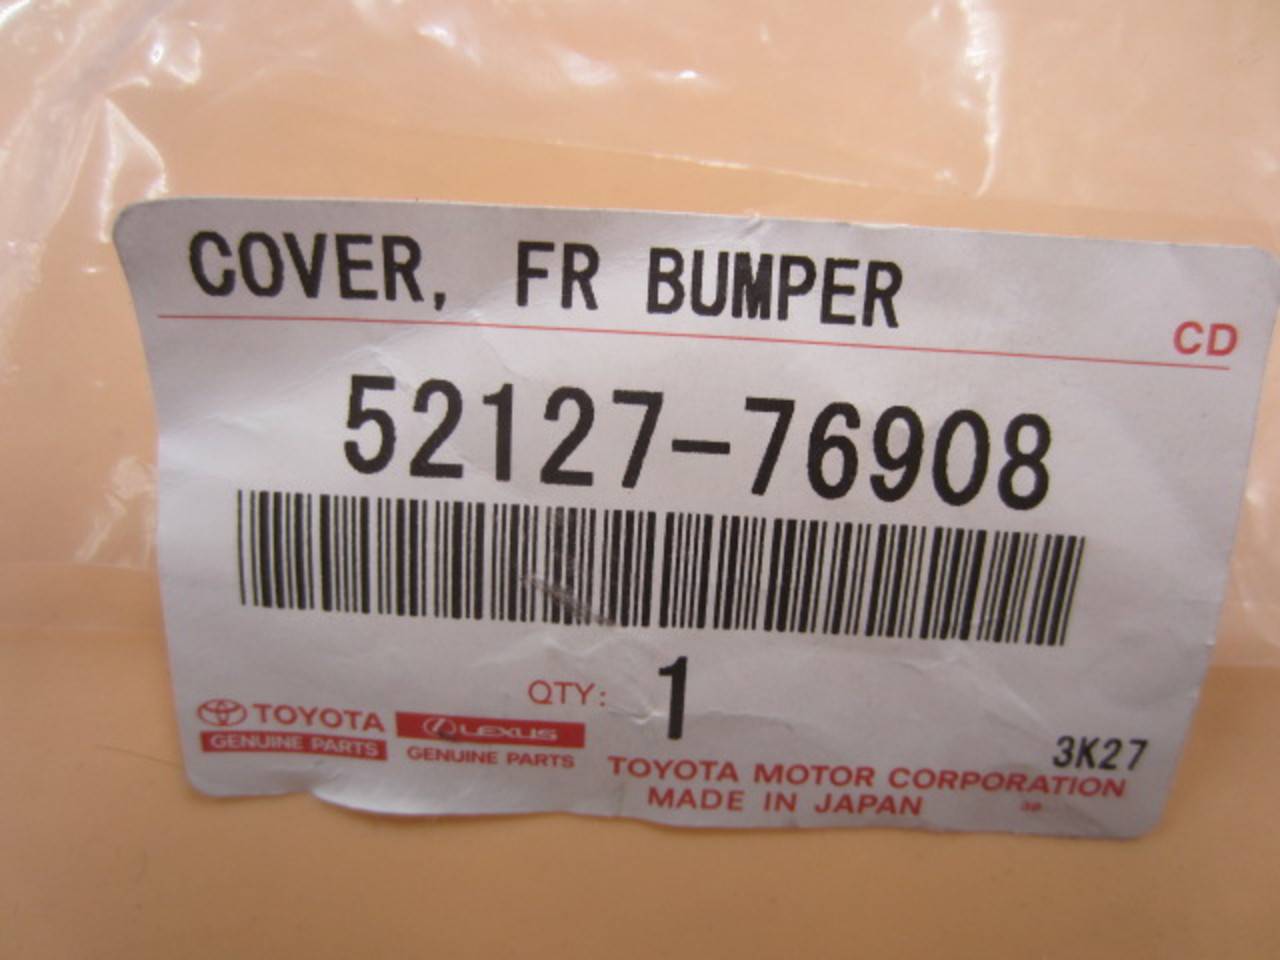 COVER, FR BUMPER
CD
52127-76908
QTY: 1
TOYOTA
GENUINE PARTS
LEXUS
GENUINE PARTS
3K27
TOYOTA MOTOR CORPORATION
MADE IN JAPAN